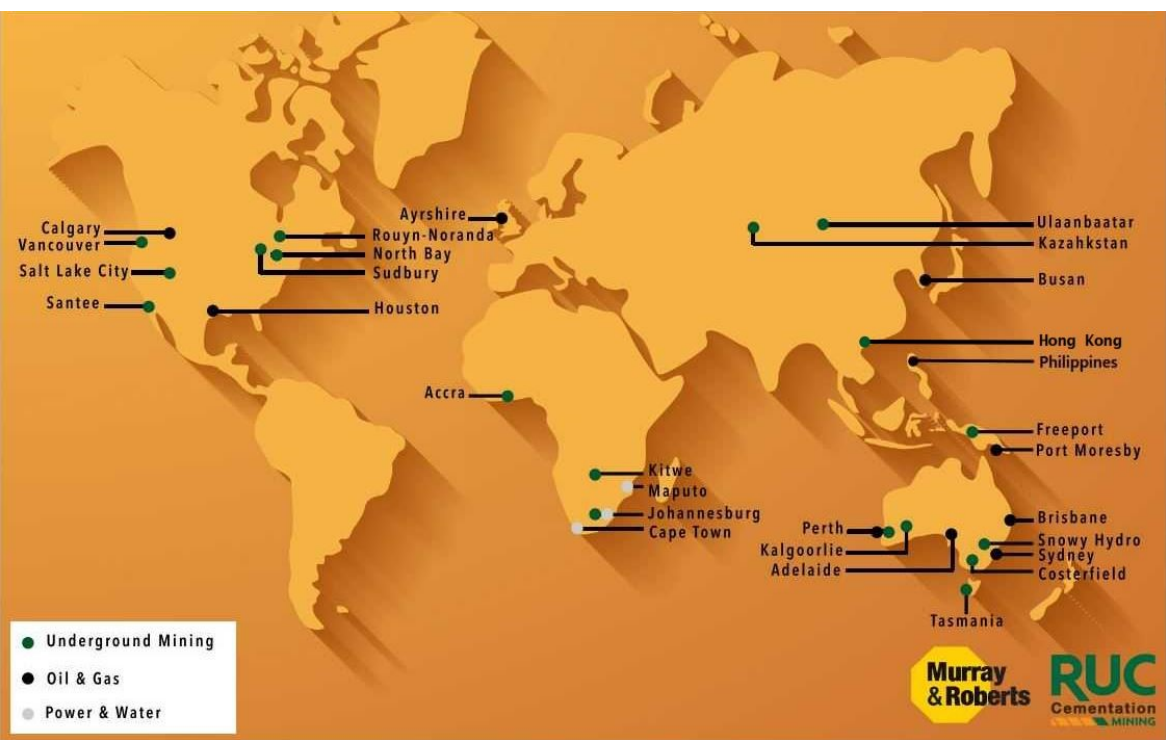 Calgary
Vancouver
Salt Lake City
Santee
Ayrshire
Rouyn-Noranda
North Bay
Sudbury
Houston
Accra
Kitwe
Maputo
Johannesburg
Cape Town
Ulaanbaatar
Kazahkstan
Busan
Hong Kong
Philippines
Freeport
Port Moresby
Perth
Kalgoorlie
Adelaide
Brisbane
Snowy Hydro
Sydney
Costerfield
Tasmania
Underground Mining
Oil & Gas
Power & Water
Murray
& Roberts
RUC
Cementation
MINING